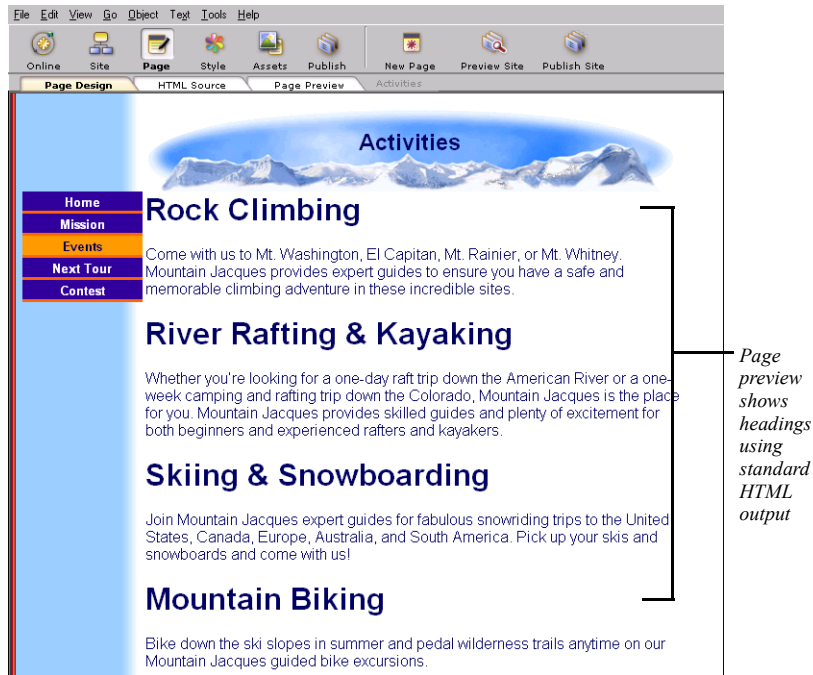 File Edit View Go Object Text Tools Help
Online Site Page Style Assets Publish New Page Preview Site Publish Site
Page Design HTML Source Page Preview Activities
Activities
Home
Mission
Events
Next Tour
Contest
Rock Climbing
Come with us to Mt. Washington, El Capitan, Mt. Rainier, or Mt. Whitney.
Mountain Jacques provides expert guides to ensure you have a safe and
memorable climbing adventure in these incredible sites.
River Rafting & Kayaking
Whether you're looking for a one-day raft trip down the American River or a one-
week camping and rafting trip down the Colorado, Mountain Jacques is the place
for you. Mountain Jacques provides skilled guides and plenty of excitement for
both beginners and experienced rafters and kayakers.
Skiing & Snowboarding
Join Mountain Jacques expert guides for fabulous snowriding trips to the United
States, Canada, Europe, Australia, and South America. Pick up your skis and
snowboards and come with us!
Mountain Biking
Bike down the ski slopes in summer and pedal wilderness trails anytime on our
Mountain Jacques guided bike excursions.
Page
preview
shows
headings
using
standard
HTML
output